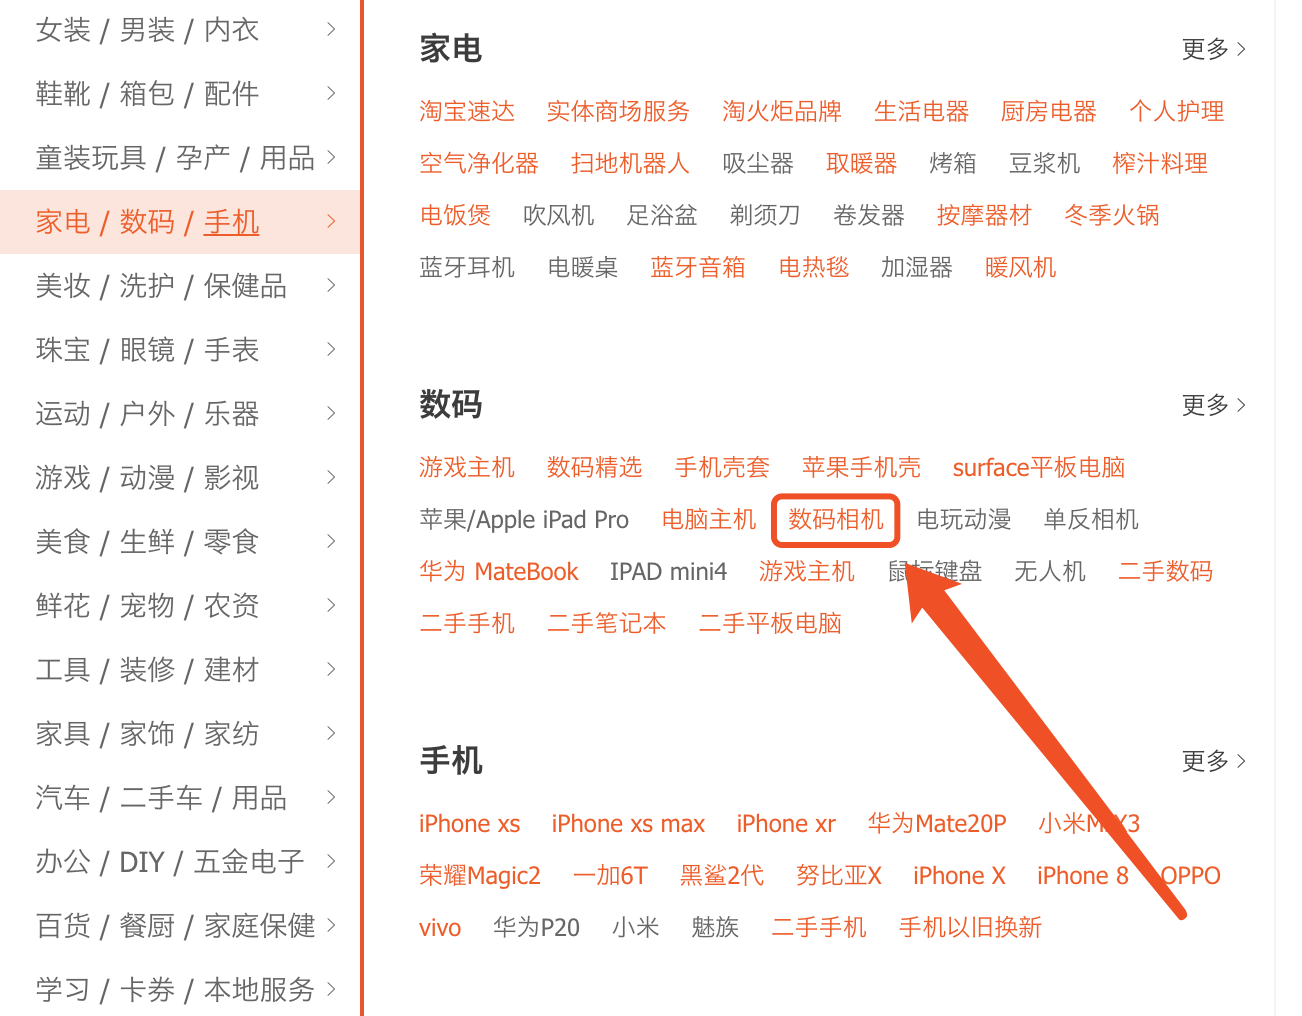 女装 / 男装 / 内衣
鞋靴 / 箱包 / 配件
童装玩具 / 孕产 / 用品
家电 / 数码 / 手机
美妆 / 洗护 / 保健品
珠宝 / 眼镜 / 手表
运动 / 户外 / 乐器
游戏 / 动漫 / 影视
美食 / 生鲜 / 零食
鲜花 / 宠物 / 农资
工具 / 装修 / 建材
家具 / 家饰 / 家纺
汽车 / 二手车 / 用品
办公 / DIY / 五金电子
百货 / 餐厨 / 家庭保健
学习 / 卡券 / 本地服务
家电 更多
淘宝速达 实体商场服务 淘火炬品牌 生活电器 厨房电器 个人护理
空气净化器 扫地机器人 吸尘器 取暖器 烤箱 豆浆机 榨汁料理
电饭煲 吹风机 足浴盆 剃须刀 卷发器 按摩器材 冬季火锅
蓝牙耳机 电暖桌 蓝牙音箱 电热毯 加湿器 暖风机
数码 更多
游戏主机 数码精选 手机壳套 苹果手机壳 surface平板电脑
苹果/Apple iPad Pro 电脑主机 数码相机 电玩动漫 单反相机
华为 MateBook IPAD mini4 游戏主机 鼠标键盘 无人机 二手数码
二手手机 二手笔记本 二手平板电脑
手机 更多
iPhone xs iPhone xs max iPhone xr 华为Mate20P 小米MIX3
荣耀Magic2 一加6T 黑鲨2代 努比亚X iPhone X iPhone 8 OPPO
vivo 华为P20 小米 魅族 二手手机 手机以旧换新